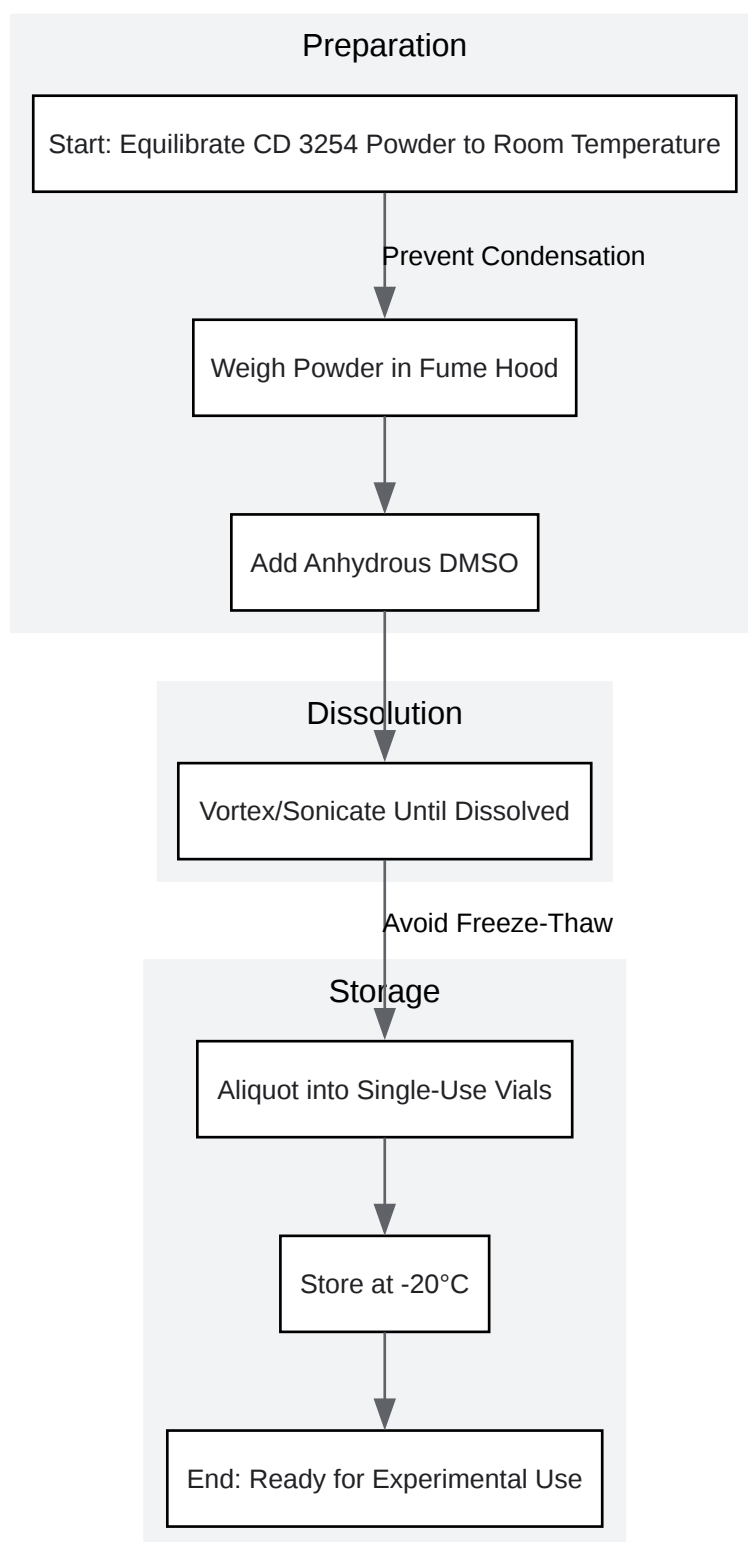 Preparation
Start: Equilibrate CD 3254 Powder to Room Temperature
Prevent Condensation
Weigh Powder in Fume Hood
Add Anhydrous DMSO
Dissolution
Vortex/Sonicate Until Dissolved
Avoid Freeze-Thaw
Storage
Aliquot into Single-Use Vials
Store at -20°C
End: Ready for Experimental Use